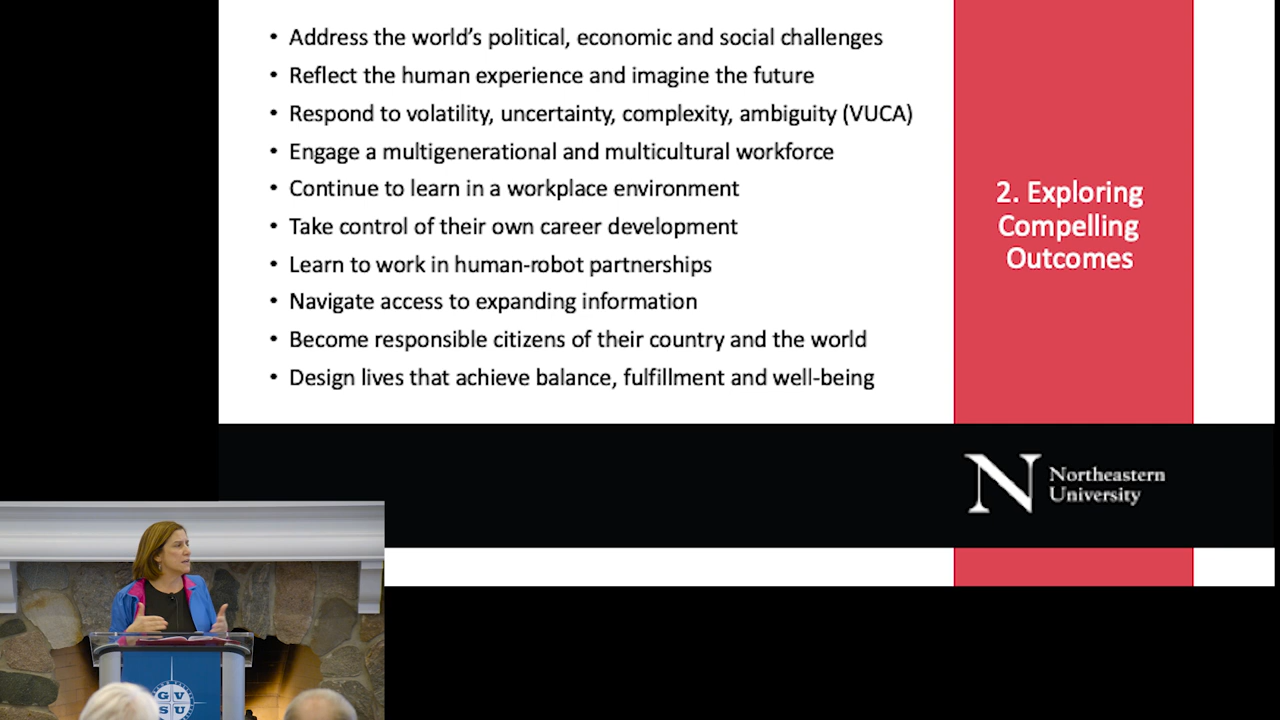 • Address the world’s political, economic and social challenges
• Reflect the human experience and imagine the future
• Respond to volatility, uncertainty, complexity, ambiguity (VUCA)
• Engage a multigenerational and multicultural workforce
• Continue to learn in a workplace environment
• Take control of their own career development
• Learn to work in human-robot partnerships
• Navigate access to expanding information
• Become responsible citizens of their country and the world
• Design lives that achieve balance, fulfillment and well-being
2. Exploring
Compelling
Outcomes
N Northeastern
University
GV
SU